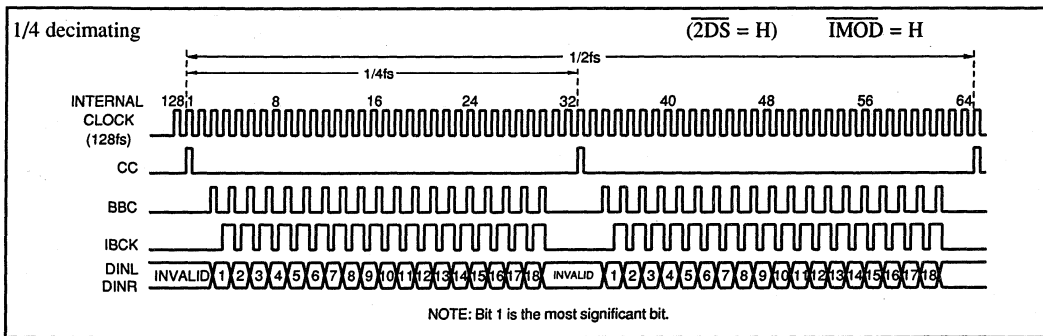 1/4 decimating (2DS = H) IMOD = H
1/2fs
1/4fs
INTERNAL CLOCK (128fs) 128 1 8 16 24 32 40 48 56 64
CC
BBC
IBCK
DINL DINR INVALID 1 2 3 4 5 6 7 8 9 10 11 12 13 14 15 16 17 18 INVALID 1 2 3 4 5 6 7 8 9 10 11 12 13 14 15 16 17 18
NOTE: Bit 1 is the most significant bit.